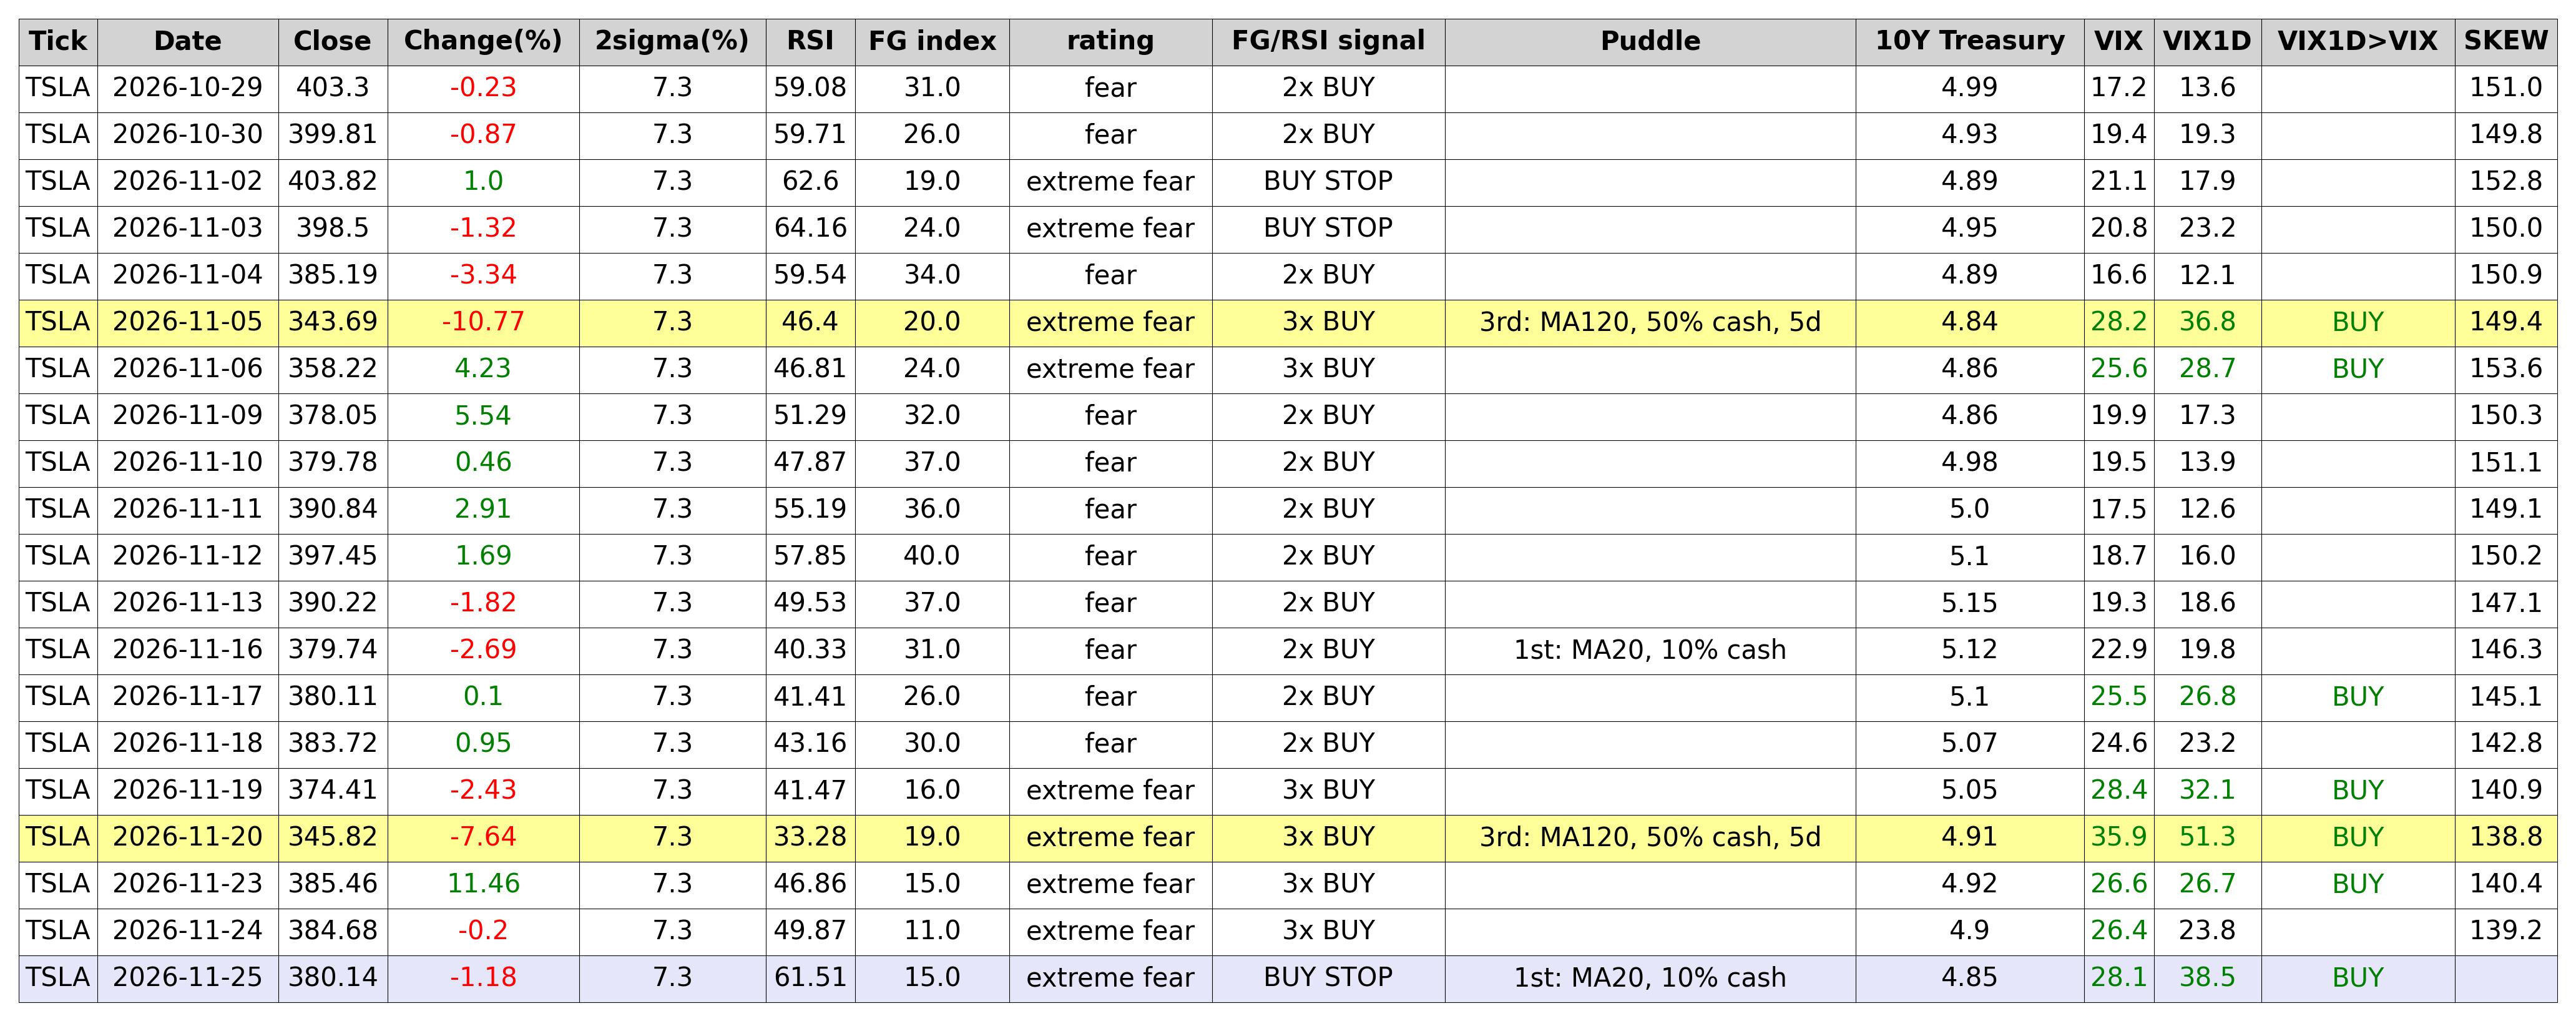 Tick Date Close Change(%) 2sigma(%) RSI FG index rating FG/RSI signal Puddle 10Y Treasury VIX VIX1D VIX1D>VIX SKEW
TSLA 2026-10-29 403.3 -0.23 7.3 59.08 31.0 fear 2x BUY 4.99 17.2 13.6 151.0
TSLA 2026-10-30 399.81 -0.87 7.3 59.71 26.0 fear 2x BUY 4.93 19.4 19.3 149.8
TSLA 2026-11-02 403.82 1.0 7.3 62.6 19.0 extreme fear BUY STOP 4.89 21.1 17.9 152.8
TSLA 2026-11-03 398.5 -1.32 7.3 64.16 24.0 extreme fear BUY STOP 4.95 20.8 23.2 150.0
TSLA 2026-11-04 385.19 -3.34 7.3 59.54 34.0 fear 2x BUY 4.89 16.6 12.1 150.9
TSLA 2026-11-05 343.69 -10.77 7.3 46.4 20.0 extreme fear 3x BUY 3rd: MA120, 50% cash, 5d 4.84 28.2 36.8 BUY 149.4
TSLA 2026-11-06 358.22 4.23 7.3 46.81 24.0 extreme fear 3x BUY 4.86 25.6 28.7 BUY 153.6
TSLA 2026-11-09 378.05 5.54 7.3 51.29 32.0 fear 2x BUY 4.86 19.9 17.3 150.3
TSLA 2026-11-10 379.78 0.46 7.3 47.87 37.0 fear 2x BUY 4.98 19.5 13.9 151.1
TSLA 2026-11-11 390.84 2.91 7.3 55.19 36.0 fear 2x BUY 5.0 17.5 12.6 149.1
TSLA 2026-11-12 397.45 1.69 7.3 57.85 40.0 fear 2x BUY 5.1 18.7 16.0 150.2
TSLA 2026-11-13 390.22 -1.82 7.3 49.53 37.0 fear 2x BUY 5.15 19.3 18.6 147.1
TSLA 2026-11-16 379.74 -2.69 7.3 40.33 31.0 fear 2x BUY 1st: MA20, 10% cash 5.12 22.9 19.8 146.3
TSLA 2026-11-17 380.11 0.1 7.3 41.41 26.0 fear 2x BUY 5.1 25.5 26.8 BUY 145.1
TSLA 2026-11-18 383.72 0.95 7.3 43.16 30.0 fear 2x BUY 5.07 24.6 23.2 142.8
TSLA 2026-11-19 374.41 -2.43 7.3 41.47 16.0 extreme fear 3x BUY 5.05 28.4 32.1 BUY 140.9
TSLA 2026-11-20 345.82 -7.64 7.3 33.28 19.0 extreme fear 3x BUY 3rd: MA120, 50% cash, 5d 4.91 35.9 51.3 BUY 138.8
TSLA 2026-11-23 385.46 11.46 7.3 46.86 15.0 extreme fear 3x BUY 4.92 26.6 26.7 BUY 140.4
TSLA 2026-11-24 384.68 -0.2 7.3 49.87 11.0 extreme fear 3x BUY 4.9 26.4 23.8 139.2
TSLA 2026-11-25 380.14 -1.18 7.3 61.51 15.0 extreme fear BUY STOP 1st: MA20, 10% cash 4.85 28.1 38.5 BUY